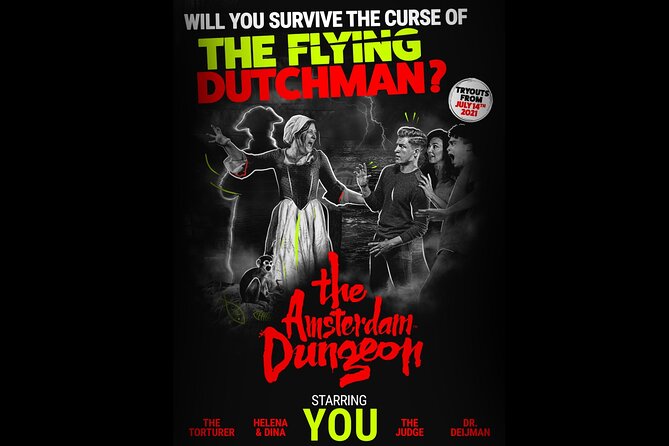 WILL YOU SURVIVE THE CURSE OF
THE FLYING
DUTCHMAN?
TRYOUTS
FROM
JULY 14TH
2021
the
Amsterdam
Dungeon
STARRING
YOU
THE
TORTURER
HELENA
& DINA
THE
JUDGE
DR.
DEIJMAN